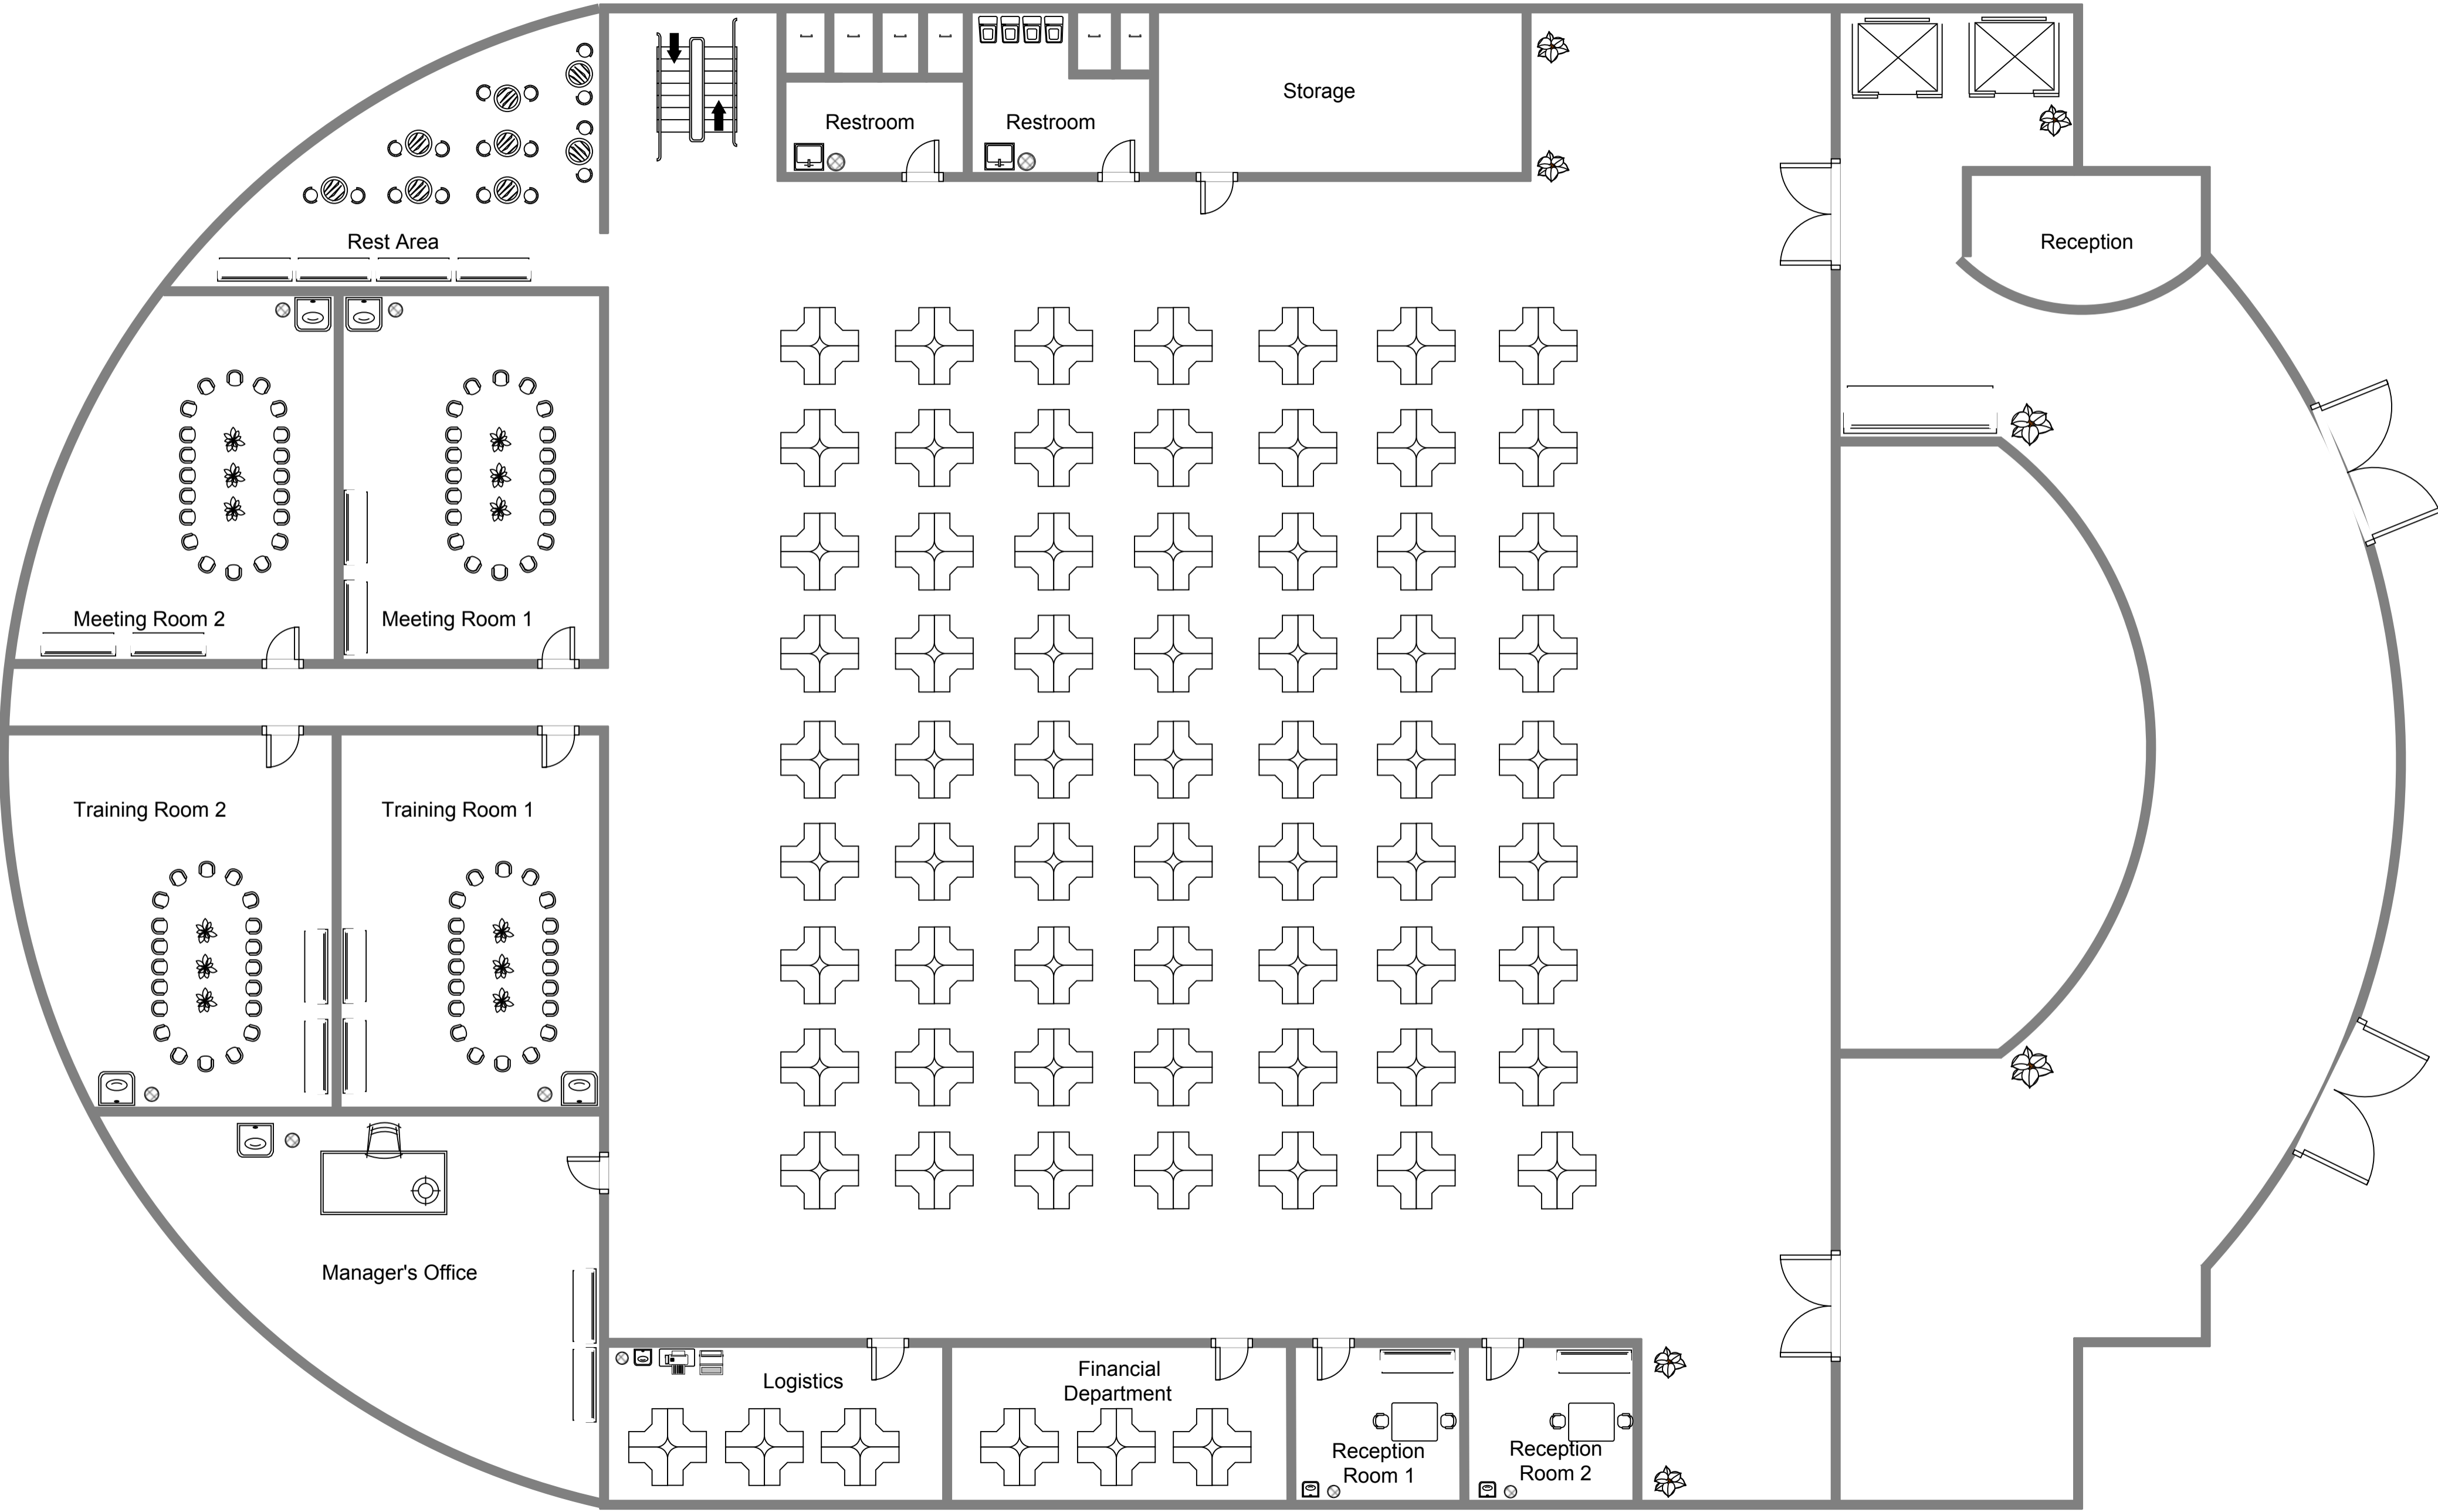 Storage
Restroom
Restroom
Rest Area
Reception
Meeting Room 2
Meeting Room 1
Training Room 2
Training Room 1
Manager's Office
Logistics
Financial
Department
Reception
Room 1
Reception
Room 2